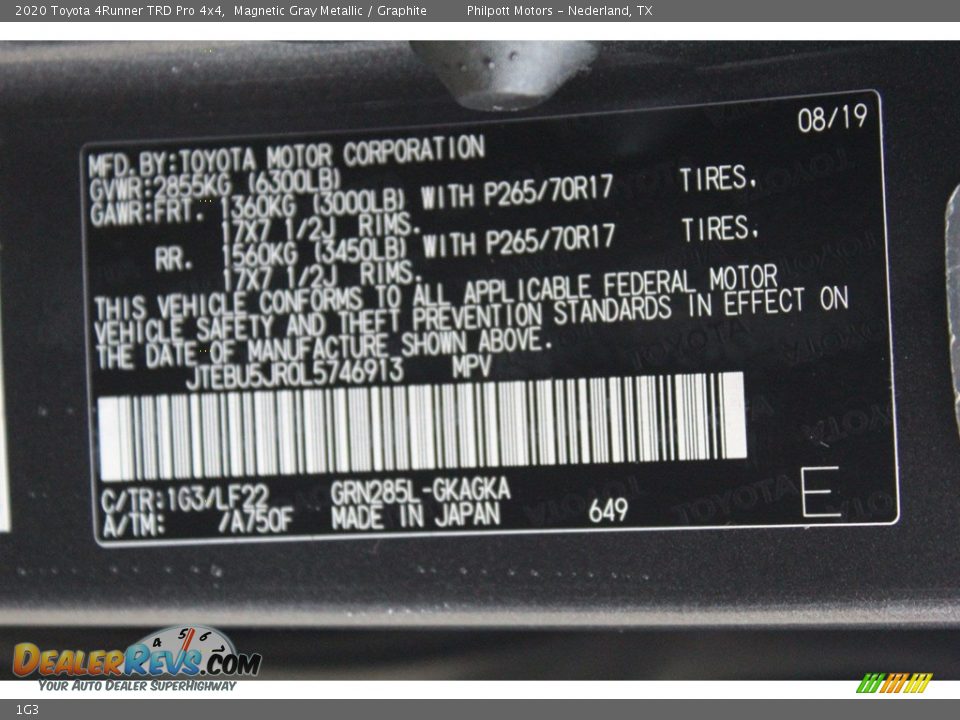 2020 Toyota 4Runner TRD Pro 4x4, Magnetic Gray Metallic / Graphite Philpott Motors - Nederland, TX
08/19
MFD.BY:TOYOTA MOTOR CORPORATION
GVWR:2855KG (6300LB)
GAWR:FRT. 1360KG (3000LB) WITH P265/70R17 TIRES.
17X7 1/2J RIMS.
RR. 1560KG (3450LB) WITH P265/70R17 TIRES.
17X7 1/2J RIMS.
THIS VEHICLE CONFORMS TO ALL APPLICABLE FEDERAL MOTOR
VEHICLE SAFETY AND THEFT PREVENTION STANDARDS IN EFFECT ON
THE DATE OF MANUFACTURE SHOWN ABOVE.
JTEBU5JR0L5746913 MPV
C/TR:1G3/LF22 GRN285L-GKAGKA
A/TM: /A750F MADE IN JAPAN 649 E
4 5 6
DEALERREVS.COM
YOUR AUTO DEALER SUPERHIGHWAY
1G3